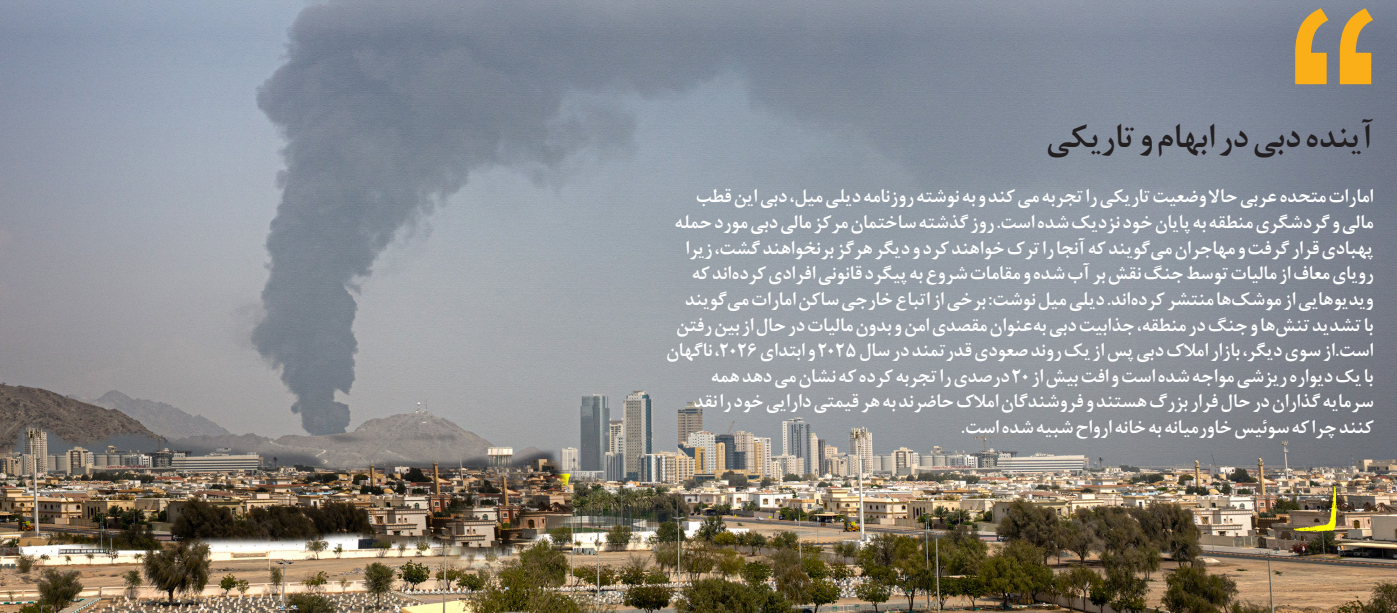 آینده دبی در ابهام و تاریکی
امارات متحده عربی حالا وضعیت تاریکی را تجربه می کند و به نوشته روزنامه دیلی میل، دبی این قطب
مالی و گردشگری منطقه به پایان خود نزدیک شده است. روز گذشته ساختمان مرکز مالی دبی مورد حمله
پهبادی قرار گرفت و مهاجران می‌گویند که آنجا را ترک خواهند کرد و دیگر هرگز برنخواهند گشت، زیرا
رویای معاف از مالیات توسط جنگ نقش بر آب شده و مقامات شروع به پیگرد قانونی افرادی کرده‌اند که
ویدیوهایی از موشک‌ها منتشر کرده‌اند. دیلی میل نوشت: برخی از اتباع خارجی ساکن امارات می‌گویند
با تشدید تنش‌ها و جنگ در منطقه، جذابیت دبی به‌عنوان مقصدی امن و بدون مالیات در حال از بین رفتن
است.از سوی دیگر، بازار املاک دبی پس از یک روند صعودی قدرتمند در سال ۲۰۲۵ و ابتدای ۲۰۲۶، ناگهان
با یک دیواره ریزشی مواجه شده است و افت بیش از ۲۰درصدی را تجربه کرده که نشان می دهد همه
سرمایه گذاران در حال فرار بزرگ هستند و فروشندگان املاک حاضرند به هر قیمتی دارایی خود را نقد
کنند چرا که سوئیس خاورمیانه به خانه ارواح شبیه شده است.